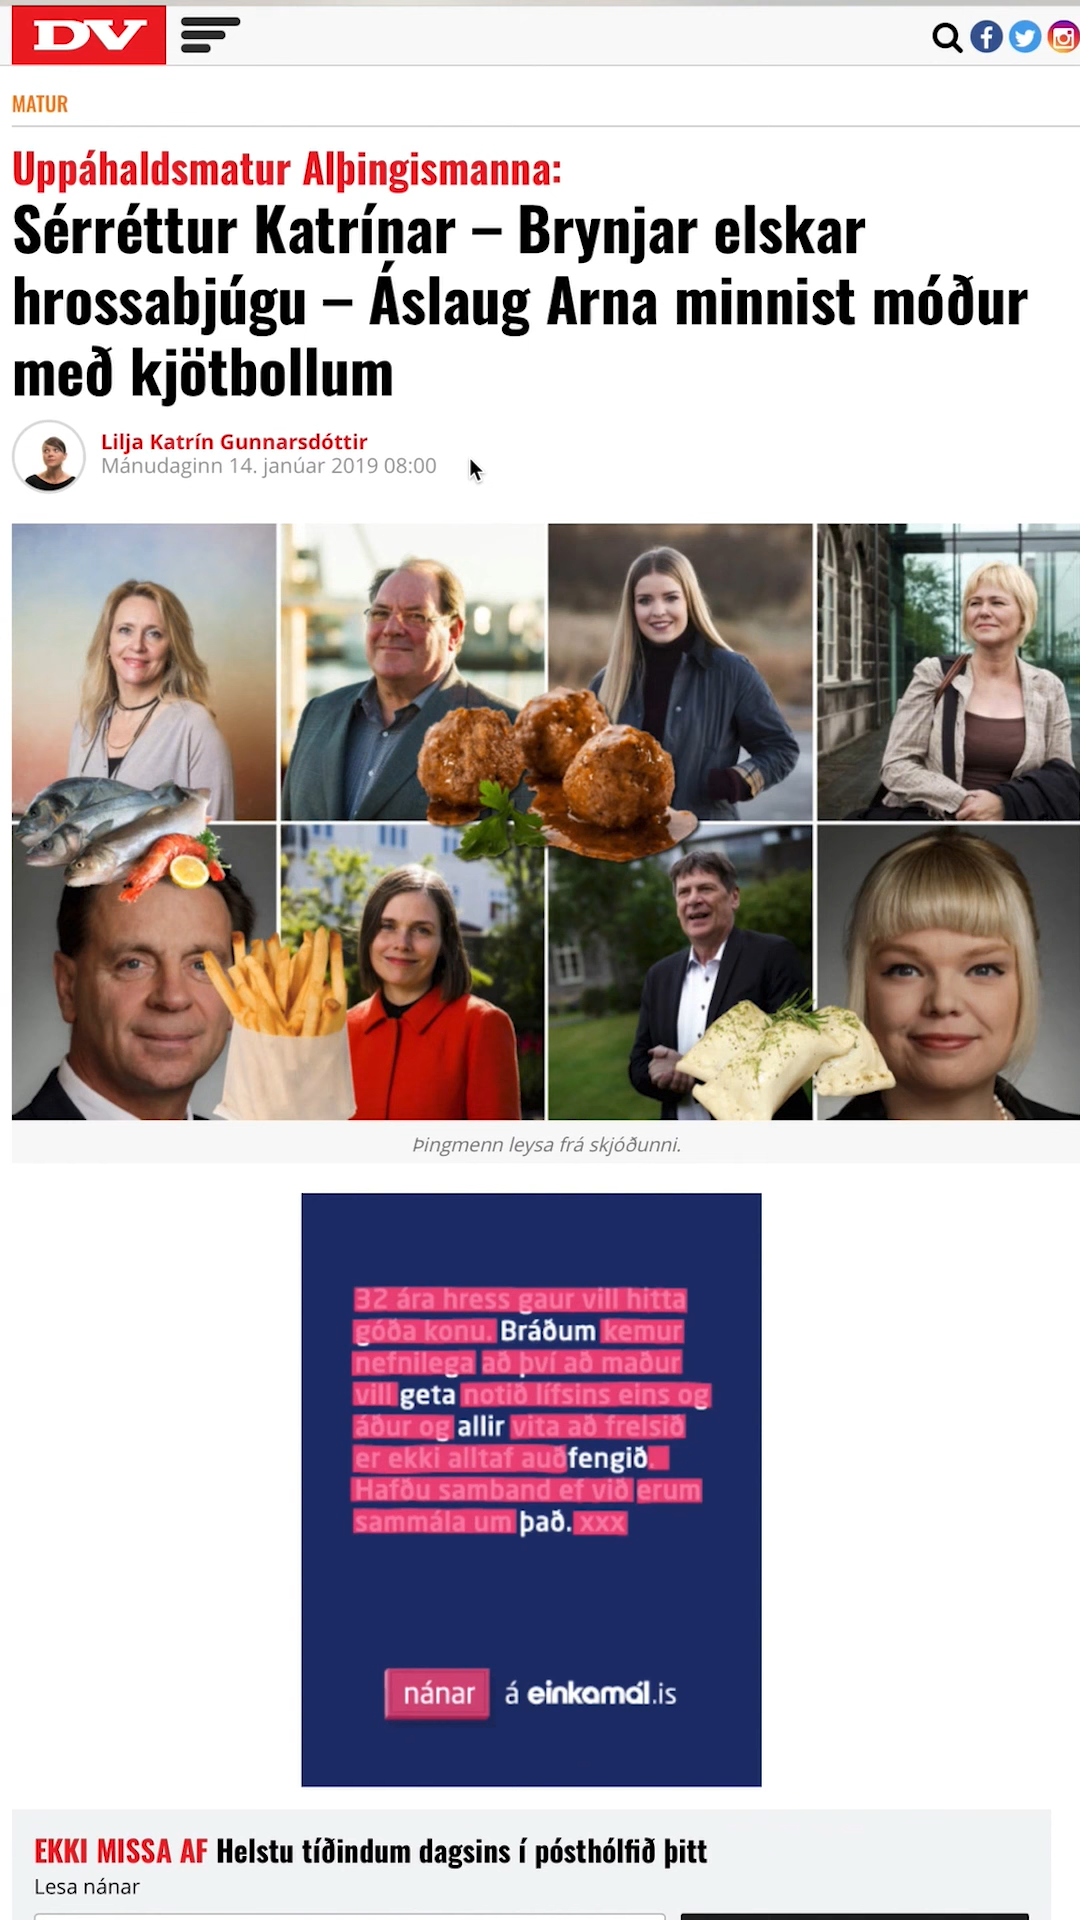 DV
MATUR
Uppáhaldsmatur Alþingismanna:
Sérréttur Katrínar – Brynjar elskar
hrossabjúgu – Áslaug Arna minnist móður
með kjötbollum
Lilja Katrín Gunnarsdóttir
Mánudaginn 14. janúar 2019 08:00
Þingmenn leysa frá skjóðunni.
32 ára hress gaur vill hitta
góða konu. Bráðum kemur
nefnilega að því að maður
vill geta notið lífsins eins og
áður og allir vita að frelsið
er ekki alltaf auðfengið.
Hafðu samband ef við erum
sammála um það. xxx
nánar á einkamál.is
EKKI MISSA AF Helstu tíðindum dagsins í pósthólfið þitt
Lesa nánar